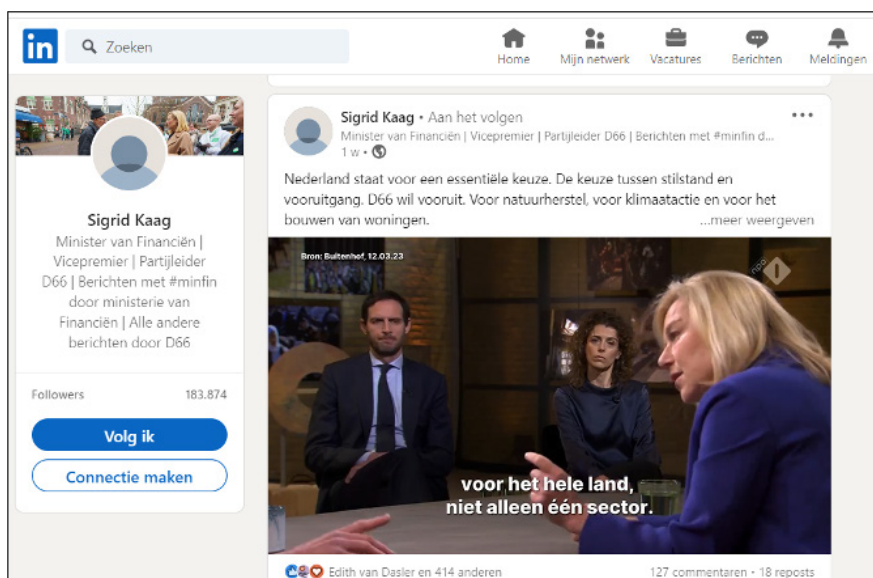 in
Zoeken
Home
Mijn netwerk
Vacatures
Berichten
Meldingen
Sigrid Kaag
Minister van Financiën |
Vicepremier | Partijleider
D66 | Berichten met #minfin
door ministerie van
Financiën | Alle andere
berichten door D66
Followers 183.874
Volg ik
Connectie maken
Sigrid Kaag • Aan het volgen
Minister van Financiën | Vicepremier | Partijleider D66 | Berichten met #minfin d...
1 w •
Nederland staat voor een essentiële keuze. De keuze tussen stilstand en
vooruitgang. D66 wil vooruit. Voor natuurherstel, voor klimaatactie en voor het
bouwen van woningen. ...meer weergeven
Bron: Buitenhof, 12.03.23
npo 1
voor het hele land,
niet alleen één sector.
Edith van Dasler en 414 anderen 127 commentaren • 18 reposts